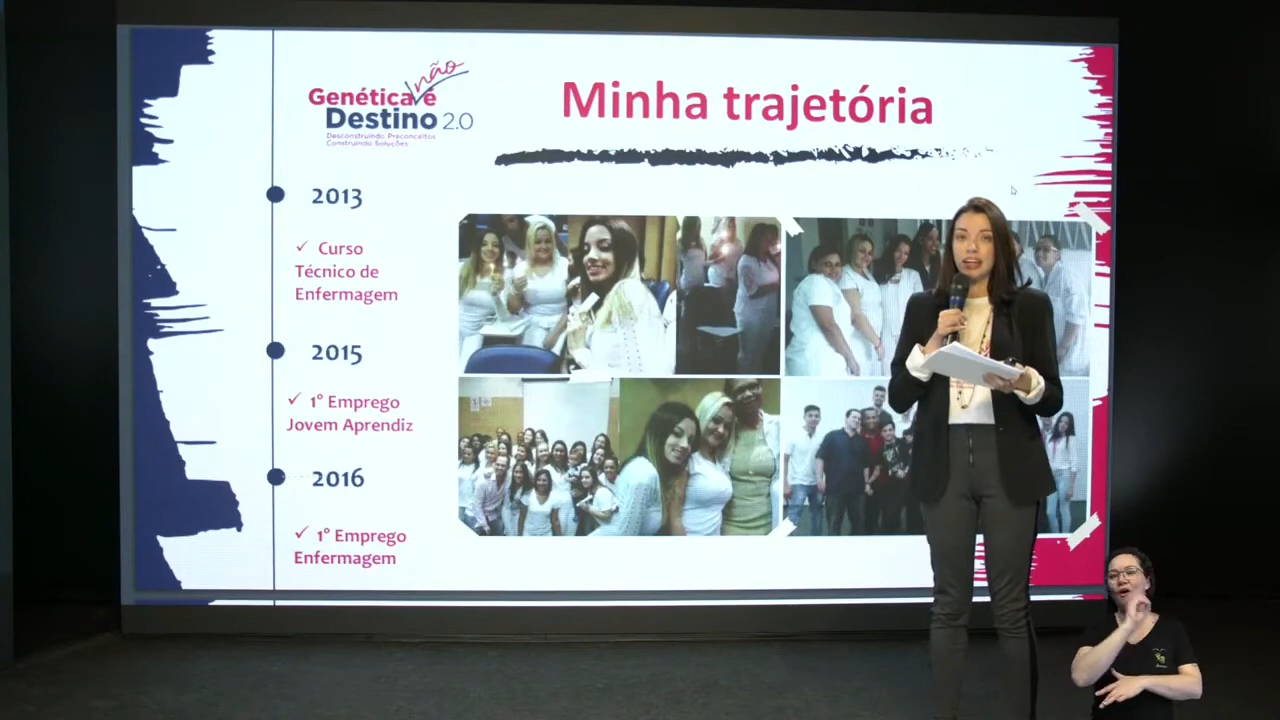 não
Genética é
Destino 2.0
Desconstruindo Preconceitos
Construindo Soluções
Minha trajetória
2013
✓ Curso
Técnico de
Enfermagem
2015
✓ 1º Emprego
Jovem Aprendiz
2016
✓ 1º Emprego
Enfermagem